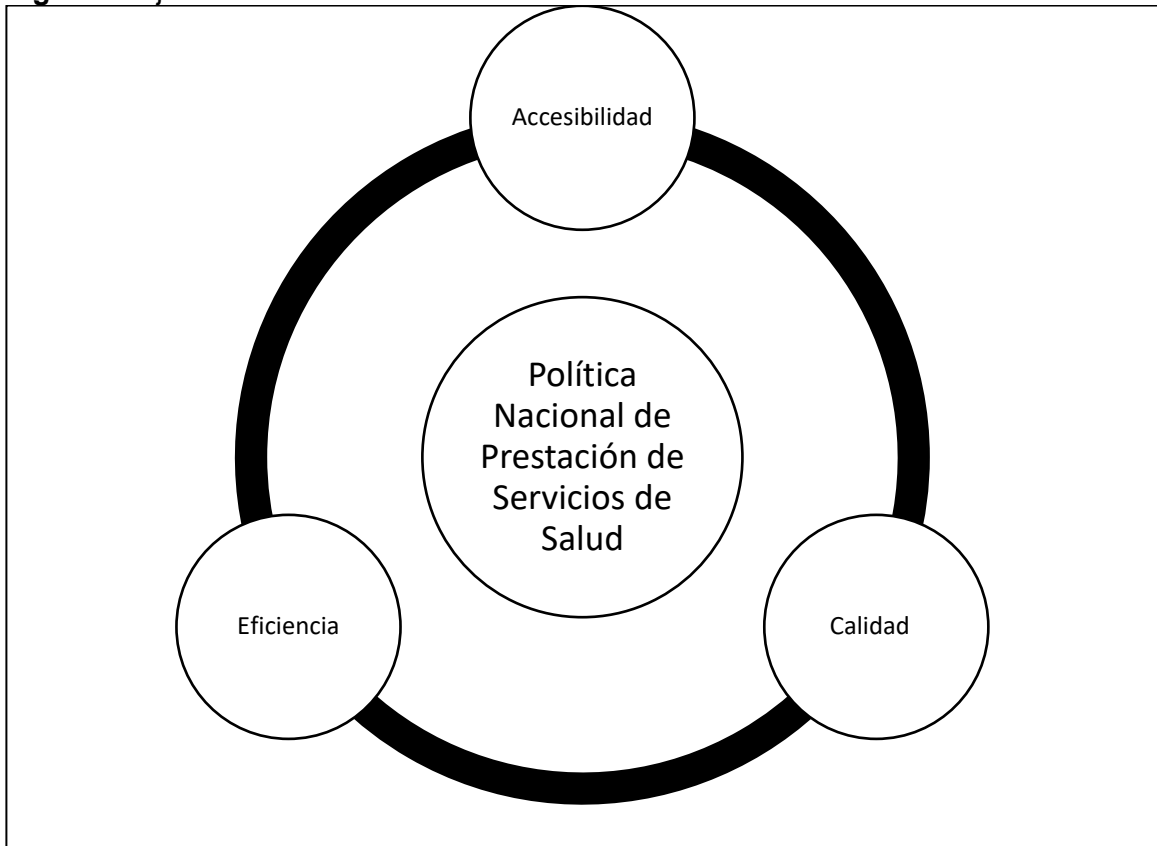 Accesibilidad
Política
Nacional de
Prestación de
Servicios de
Salud
Eficiencia
Calidad